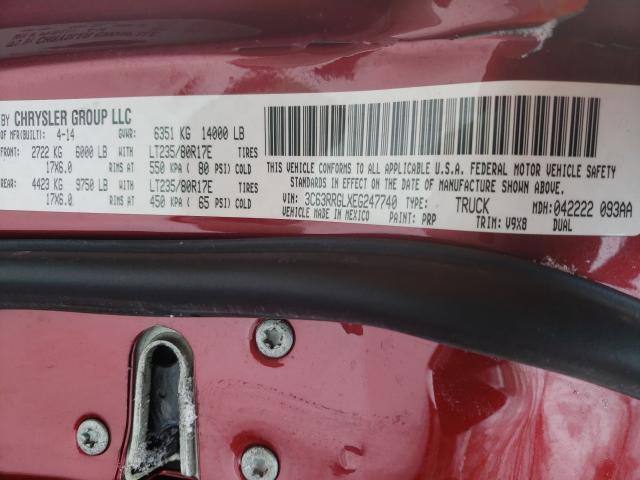 BY CHRYSLER GROUP LLC
OF MFR(BUILT): 4-14 GVWR: 6351 KG 14000 LB
FRONT: 2722 KG 6000 LB WITH LT235/80R17E TIRES
17X6.0 RIMS AT 550 KPA ( 80 PSI) COLD
REAR: 4423 KG 9750 LB WITH LT235/80R17E TIRES
17X6.0 RIMS AT 450 KPA ( 65 PSI) COLD
THIS VEHICLE CONFORMS TO ALL APPLICABLE U.S.A. FEDERAL MOTOR VEHICLE SAFETY
STANDARDS IN EFFECT ON THE DATE OF MANUFACTURE SHOWN ABOVE.
VIN: 3C63RRGLXEG247740 TYPE: TRUCK MDH: 042222 093AA
VEHICLE MADE IN MEXICO PAINT: PRP TRIM: V9X8 DUAL